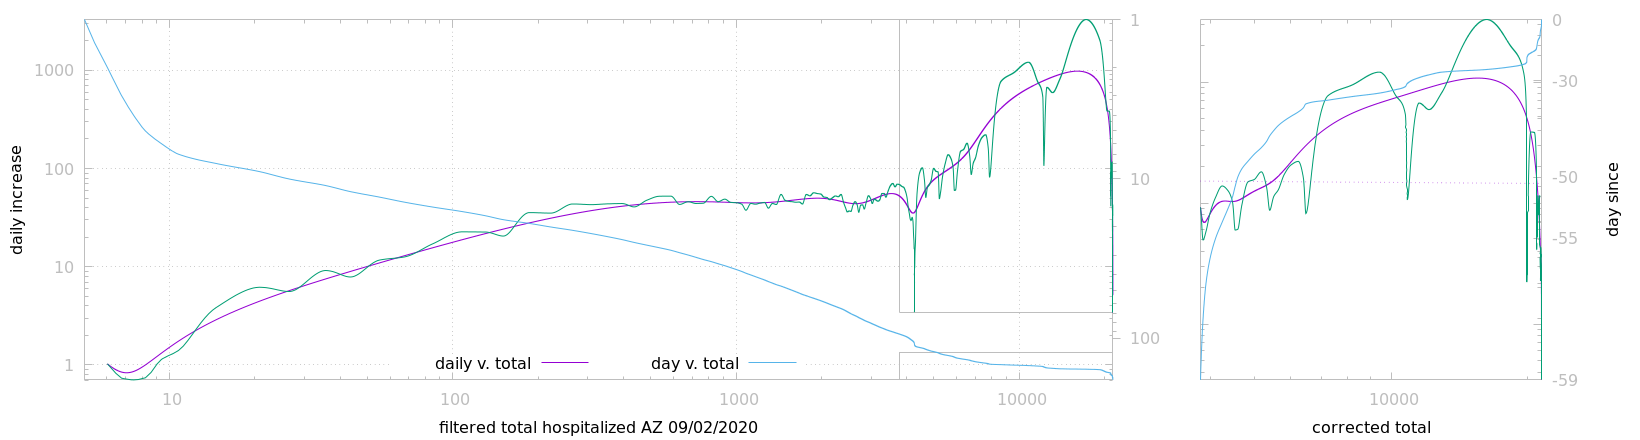 1000
100
10
1
daily increase
1
10
100
daily v. total
day v. total
10
100
1000
10000
filtered total hospitalized AZ 09/02/2020
0
-30
-50
-55
-59
day since
10000
corrected total